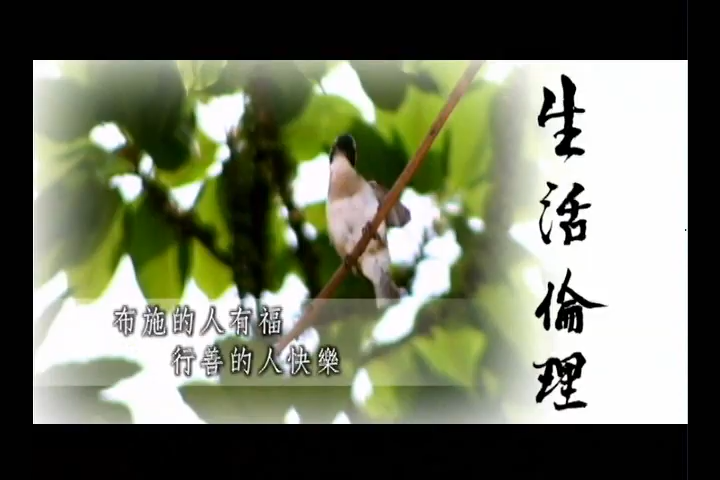 生活倫理
布施的人有福
行善的人快樂